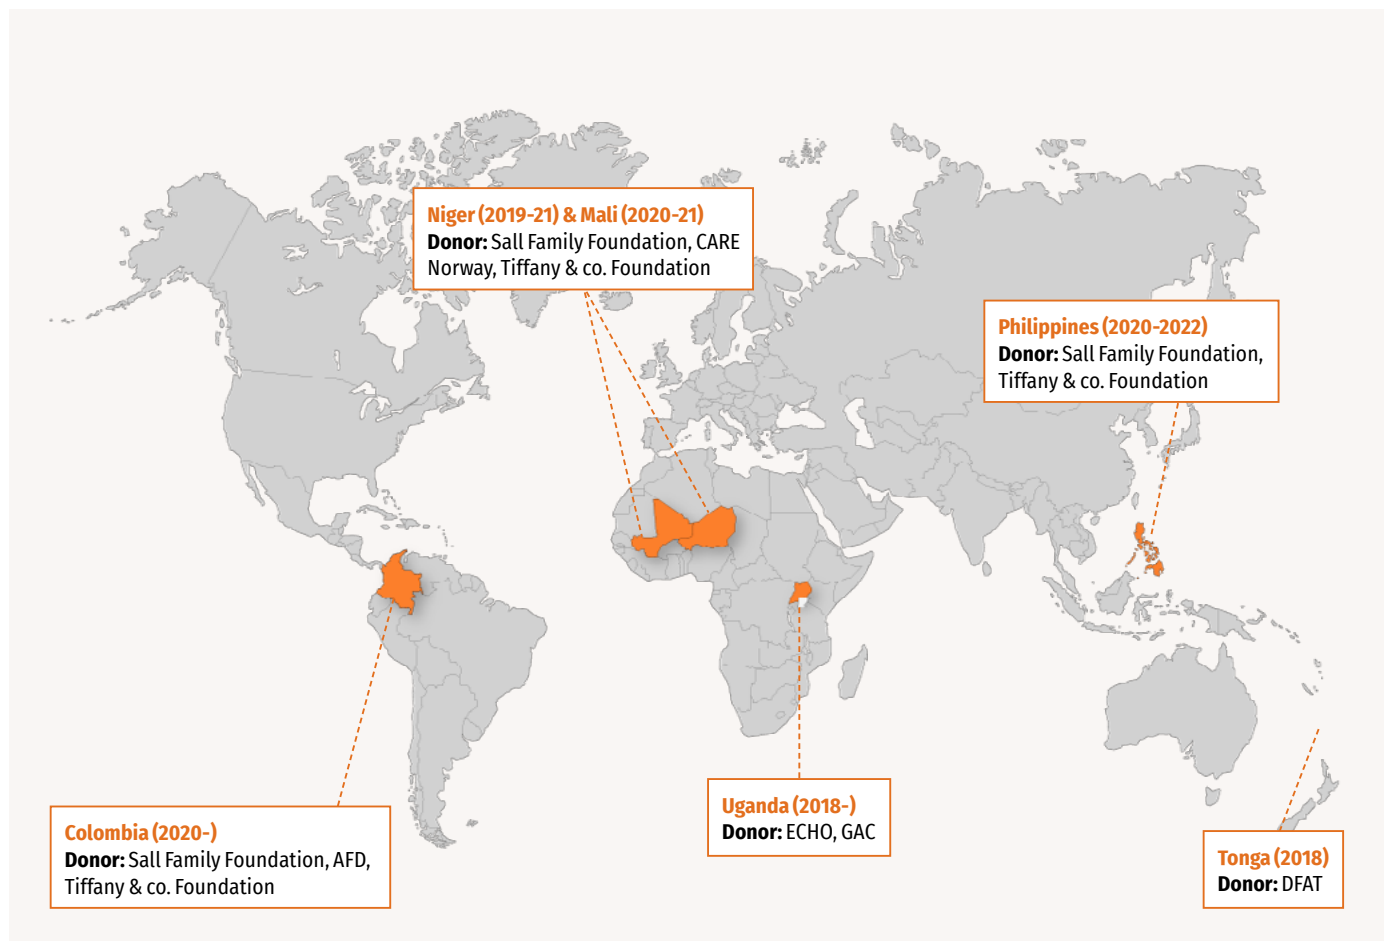 Niger (2019-21) & Mali (2020-21)
Donor: Sall Family Foundation, CARE
Norway, Tiffany & co. Foundation
Philippines (2020-2022)
Donor: Sall Family Foundation,
Tiffany & co. Foundation
Uganda (2018-)
Donor: ECHO, GAC
Colombia (2020-)
Donor: Sall Family Foundation, AFD,
Tiffany & co. Foundation
Tonga (2018)
Donor: DFAT